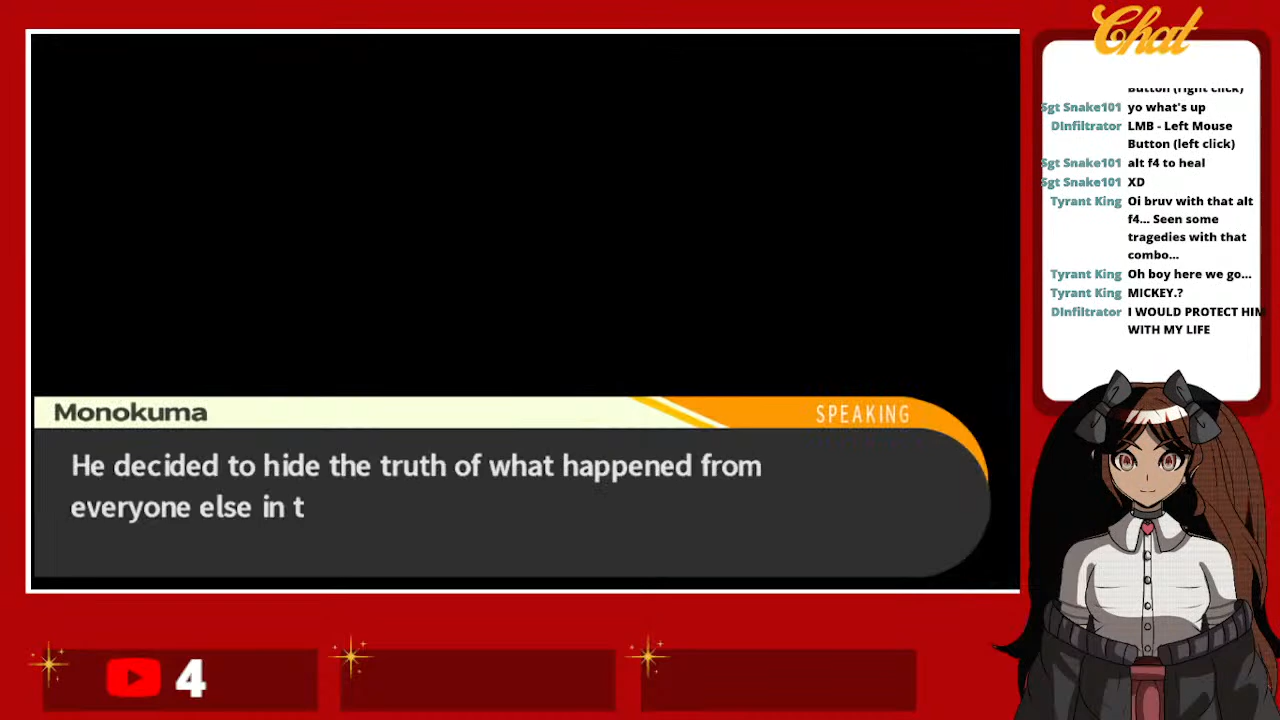 Chat
Button (right click)
Sgt Snake101 yo what's up
DInfiltrator LMB - Left Mouse
Button (left click)
Sgt Snake101 alt f4 to heal
Sgt Snake101 XD
Tyrant King Oi bruv with that alt
f4... Seen some
tragedies with that
combo...
Tyrant King Oh boy here we go...
Tyrant King MICKEY.?
DInfiltrator I WOULD PROTECT HIM
WITH MY LIFE
Monokuma SPEAKING
He decided to hide the truth of what happened from
everyone else in t
4